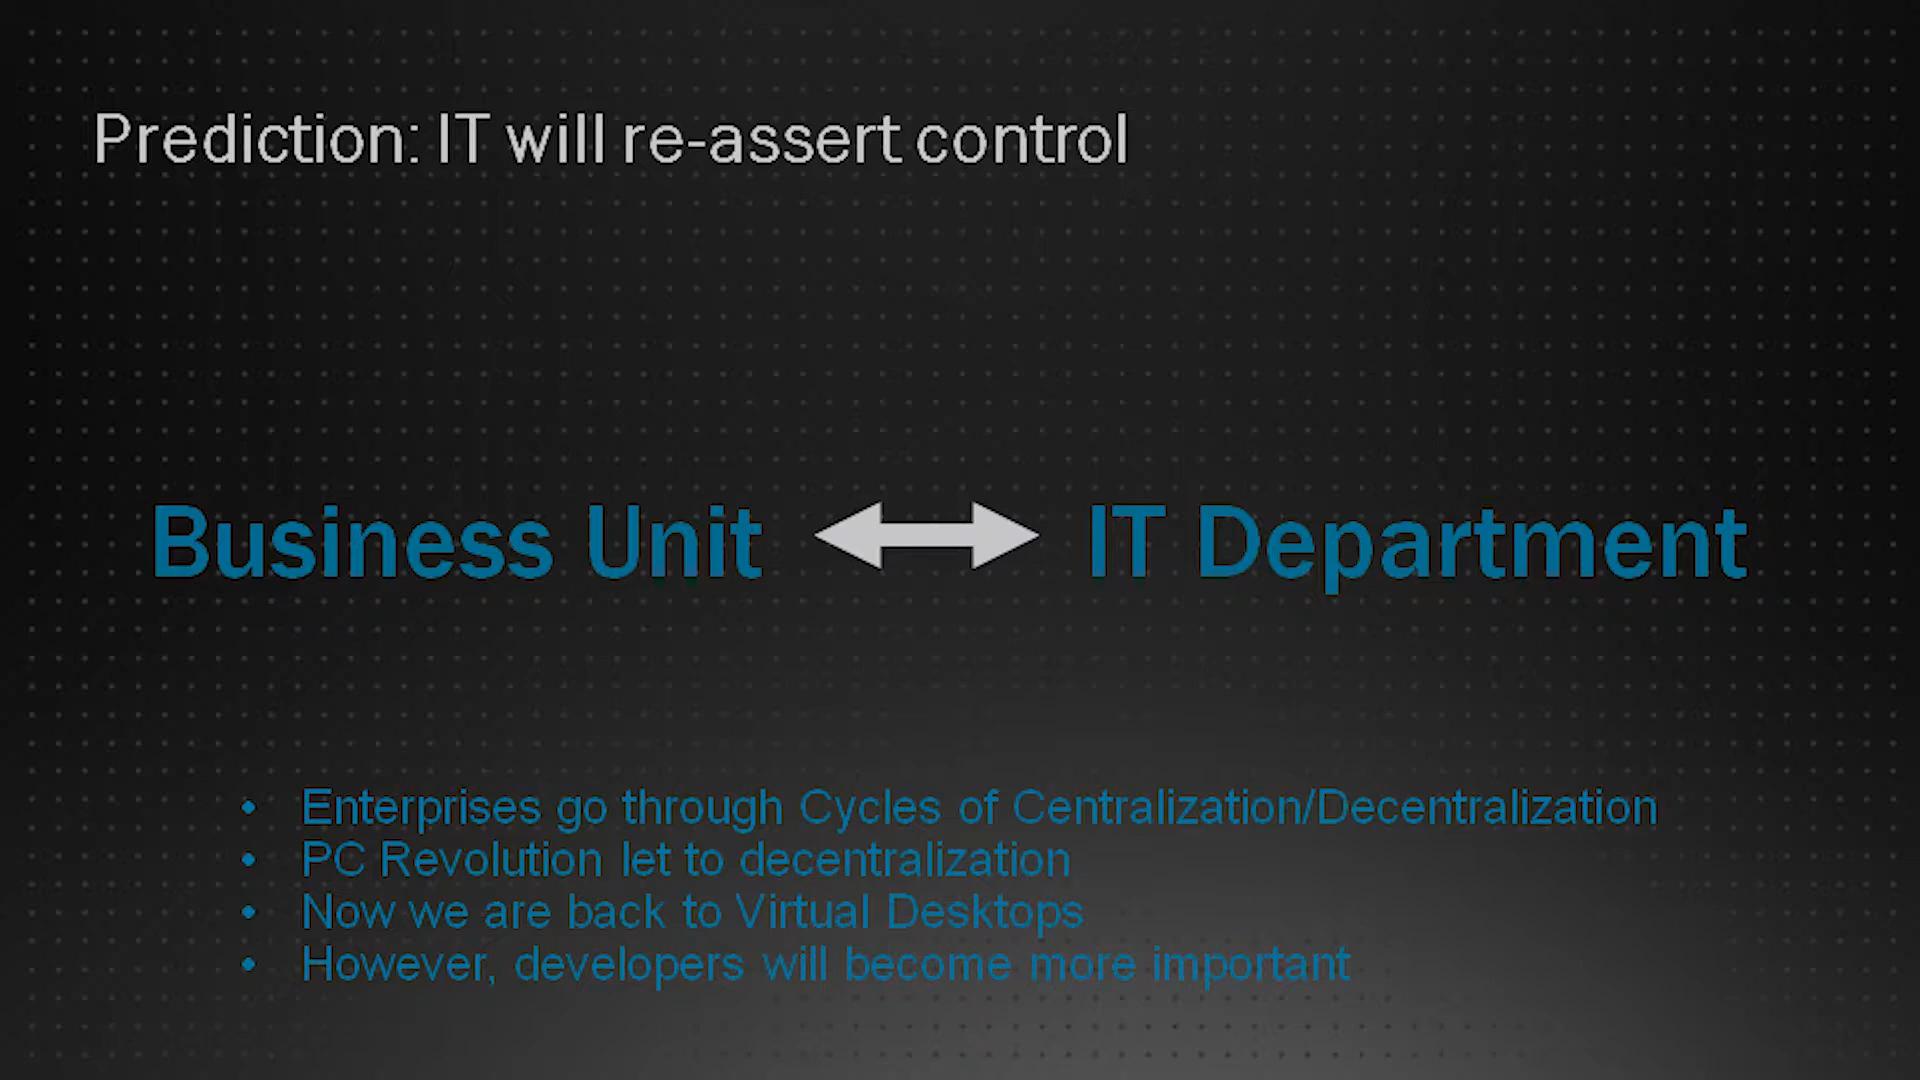 Prediction: IT will re-assert control
Business Unit IT Department
• Enterprises go through Cycles of Centralization/Decentralization
• PC Revolution let to decentralization
• Now we are back to Virtual Desktops
• However, developers will become more important